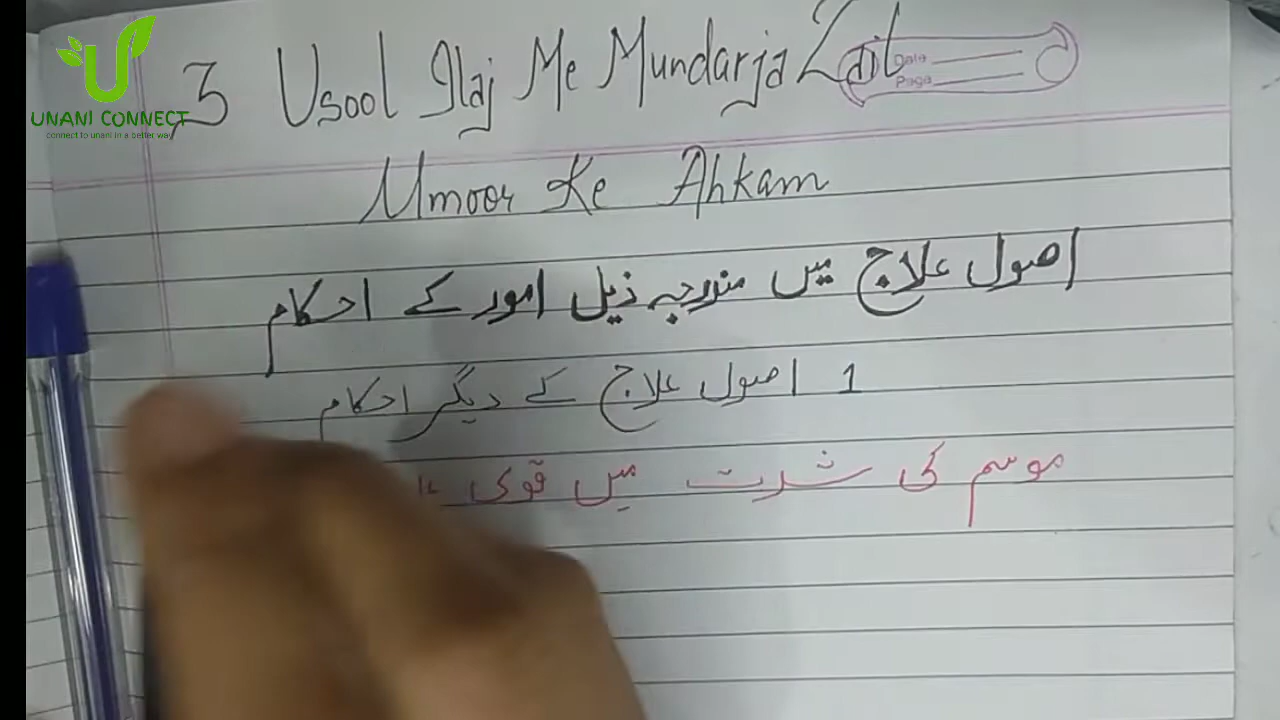 UNANI CONNECT
connect to unani in a better way
3 Usool Ilaj Me Mundarja Zail
Date
Page
Umoor Ke Ahkam
اصول علاج میں مندرجہ ذیل امور کے احکام
1 اصول علاج کے دیگر احکام
موسم کی شدت میں قوی